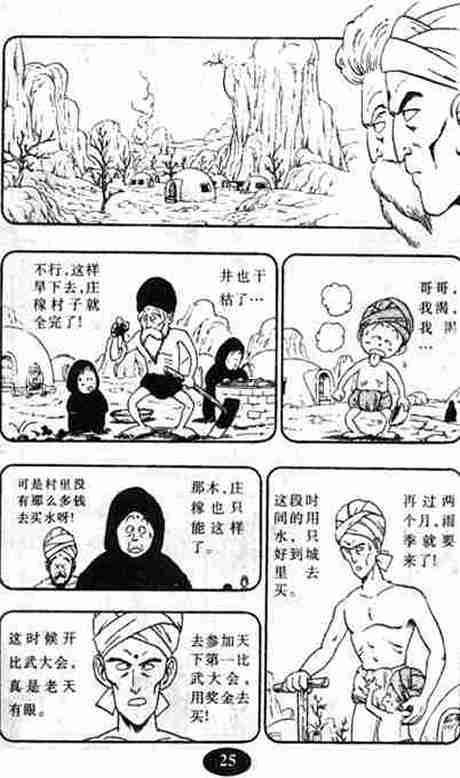 哥哥,
我渴,
我渴
…
井也干
枯了…
不行,这样
旱下去,庄
稼村子就
全完了!
再过两
个月,雨
季就要
来了!
这段时
间的用
水,只
好到城
里去
买。
那木,庄
稼也只
能这样
了。
可是村里没
有那么多钱
去买水呀!
去参加天
下第一比
武大会,
用奖金去
买!
这时候开
比武大会,
真是老天
有眼。
25